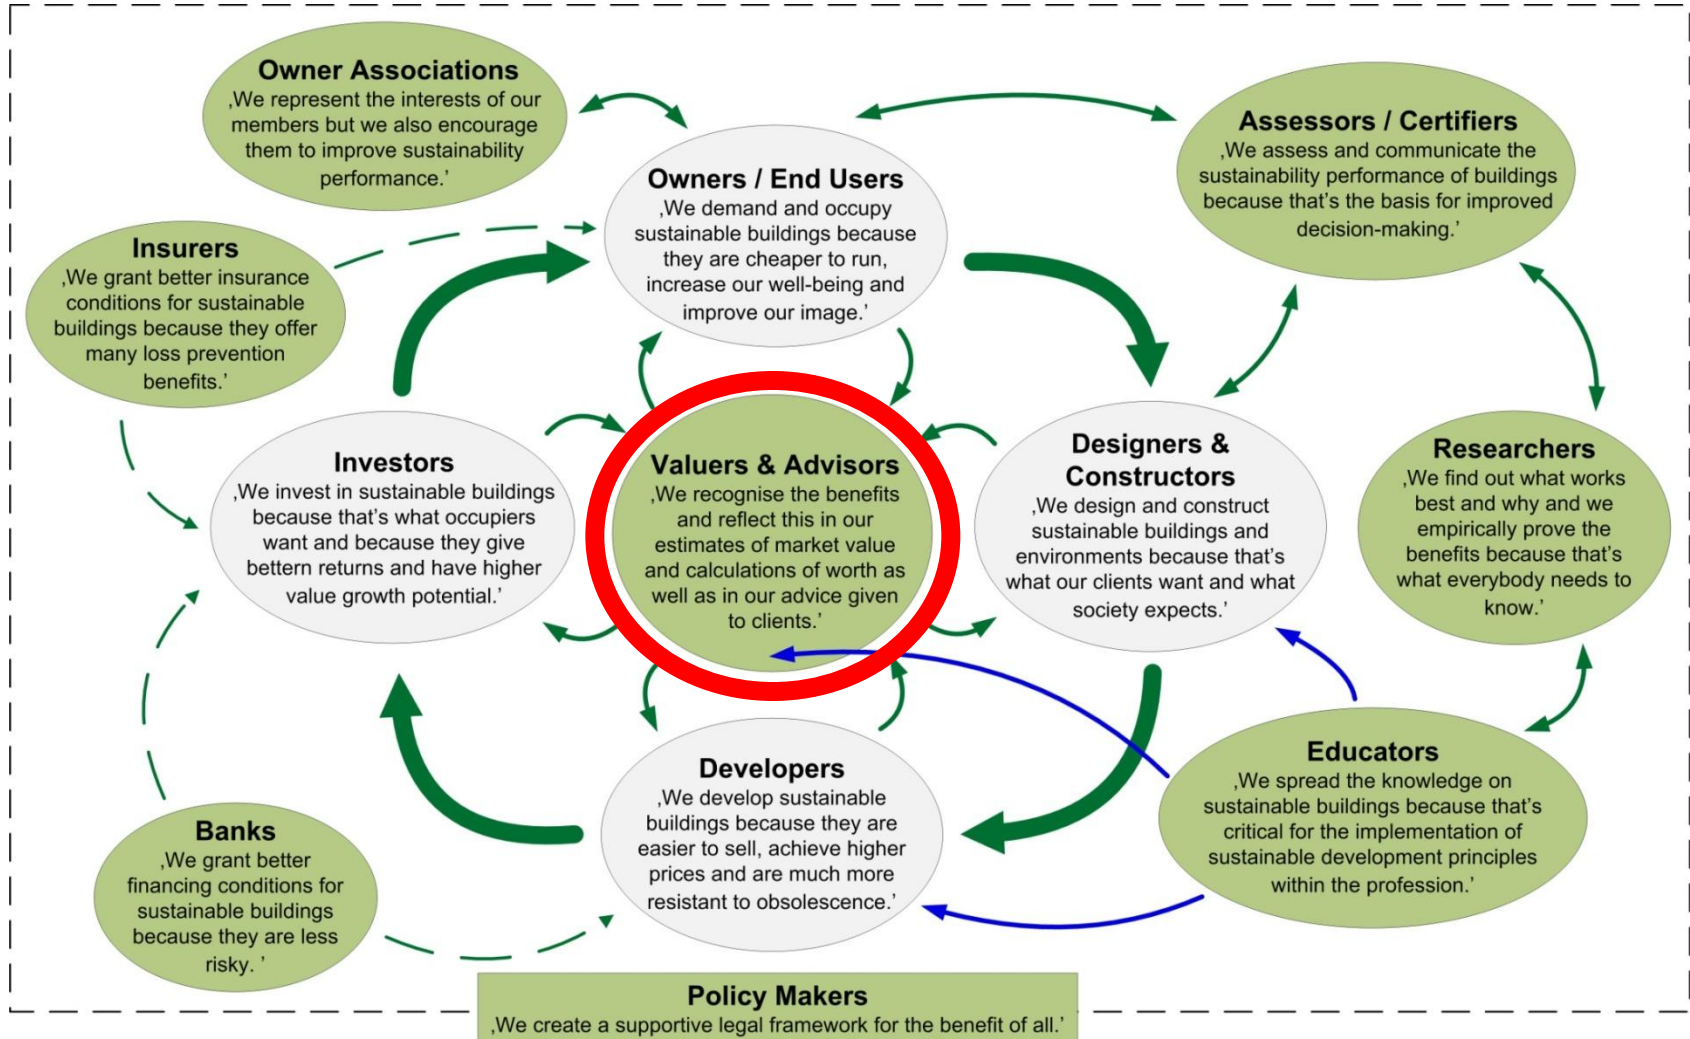 Owner Associations
‚We represent the interests of our
members but we also encourage
them to improve sustainability
performance.’
Owners / End Users
‚We demand and occupy
sustainable buildings because
they are cheaper to run,
increase our well-being and
improve our image.’
Assessors / Certifiers
‚We assess and communicate the
sustainability performance of buildings
because that’s the basis for improved
decision-making.’
Insurers
‚We grant better insurance
conditions for sustainable
buildings because they offer
many loss prevention
benefits.’
Investors
‚We invest in sustainable buildings
because that’s what occupiers
want and because they give
bettern returns and have higher
value growth potential.’
Valuers & Advisors
‚We recognise the benefits
and reflect this in our
estimates of market value
and calculations of worth as
well as in our advice given
to clients.’
Designers &
Constructors
‚We design and construct
sustainable buildings and
environments because that’s
what our clients want and what
society expects.’
Researchers
‚We find out what works
best and why and we
empirically prove the
benefits because that’s
what everybody needs to
know.’
Developers
‚We develop sustainable
buildings because they are
easier to sell, achieve higher
prices and are much more
resistant to obsolescence.’
Educators
‚We spread the knowledge on
sustainable buildings because that’s
critical for the implementation of
sustainable development principles
within the profession.’
Banks
‚We grant better
financing conditions for
sustainable buildings
because they are less
risky. ’
Policy Makers
‚We create a supportive legal framework for the benefit of all.’